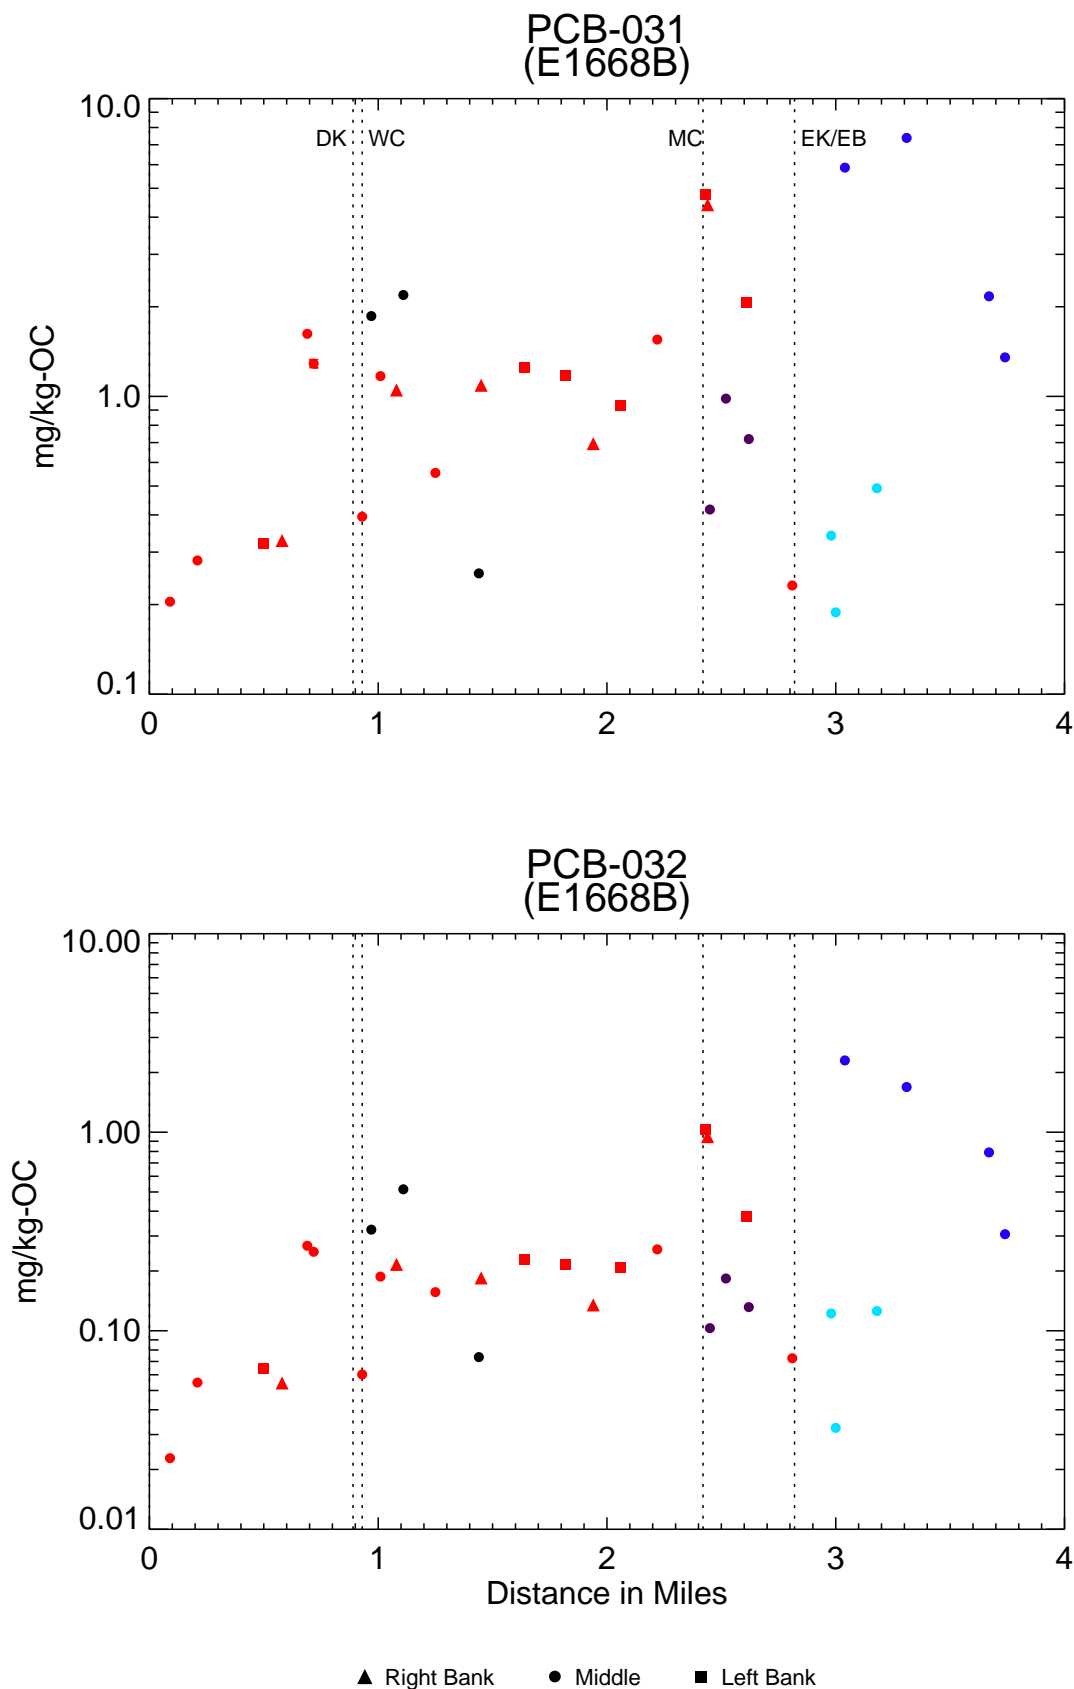 PCB-031
(E1668B)
10.0
DK WC MC EK/EB
mg/kg-OC
1.0
0.1
0 1 2 3 4
PCB-032
(E1668B)
10.00
1.00
mg/kg-OC
0.10
0.01
0 1 2 3 4
Distance in Miles
Right Bank Middle Left Bank